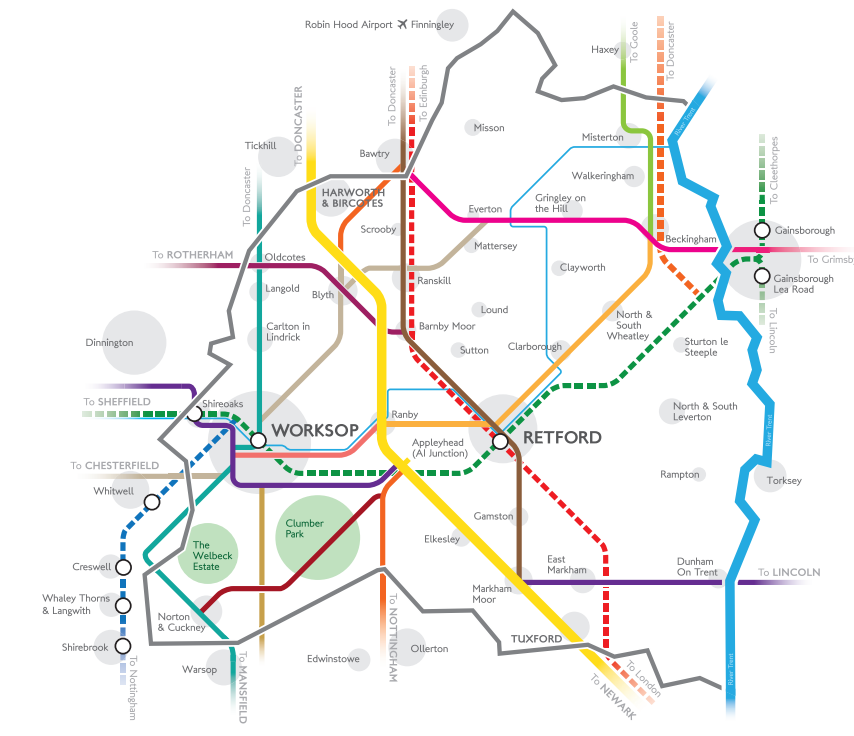 Robin Hood Airport ✈ Finningley
Haxey
To Goole
To Doncaster
To DONCASTER
To Doncaster
To Edinburgh
River Trent
Misson
Misterton
Tickhill
Bawtry
Walkeringham
To Cleethorpes
To Doncaster
HARWORTH
& BIRCOTES
Everton
Gringley on
the Hill
Scrooby
Gainsborough
Beckingham
Mattersey
To ROTHERHAM
Oldcotes
To Grimsb
Clayworth
Ranskill
Gainsborough
Lea Road
Langold
Blyth
Lound
North &
South
Wheatley
To Lincoln
Carlton in
Lindrick
Barnby Moor
Dinnington
Sutton
Clarborough
Sturton le
Steeple
To SHEFFIELD
Shireoaks
Ranby
North & South
Leverton
River Trent
WORKSOP
RETFORD
Appleyhead
(AI Junction)
To CHESTERFIELD
Rampton
Torksey
Whitwell
Gamston
Clumber
Park
Elkesley
The
Welbeck
Estate
East
Markham
Dunham
On Trent
To LINCOLN
Creswell
Markham
Moor
Whaley Thorns
& Langwith
Norton
& Cuckney
To NOTTINGHAM
TUXFORD
Shirebrook
Ollerton
Edwinstowe
Warsop
To Nottingham
To MANSFIELD
To London
To NEWARK
River Trent